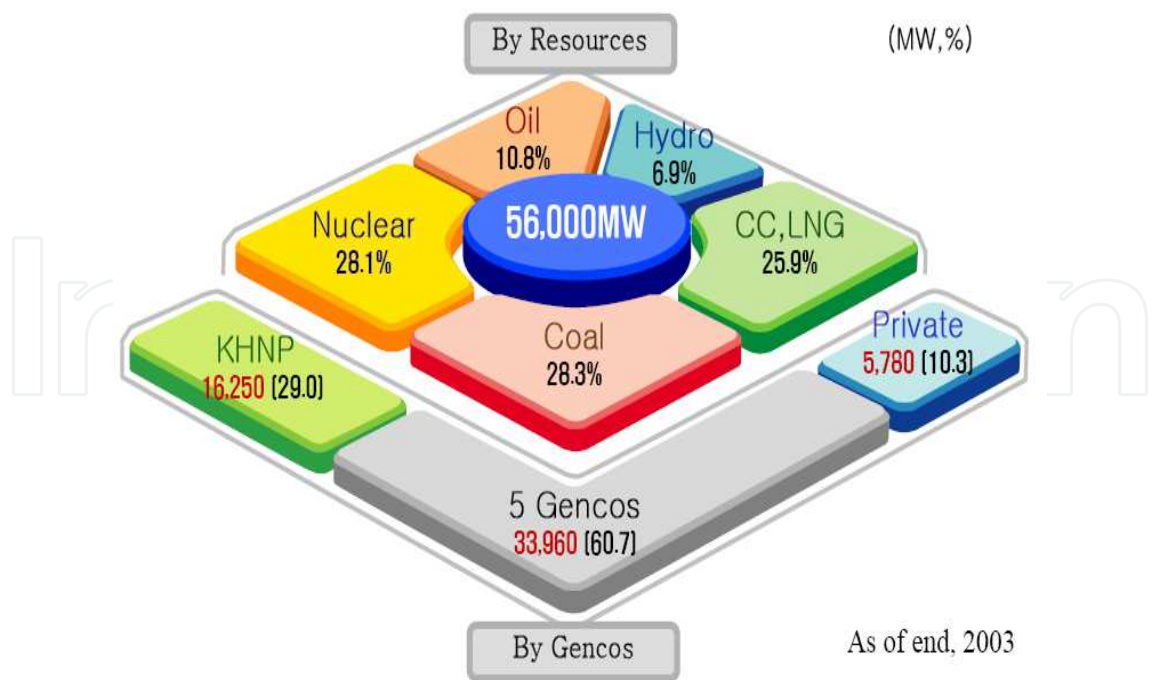 By Resources
(MW,%)
Oil
10.8%
Hydro
6.9%
Nuclear
28.1%
56,000MW
CC,LNG
25.9%
Coal
28.3%
KHNP
16,250 (29.0)
Private
5,780 (10.3)
5 Gencos
33,960 (60.7)
By Gencos
As of end, 2003